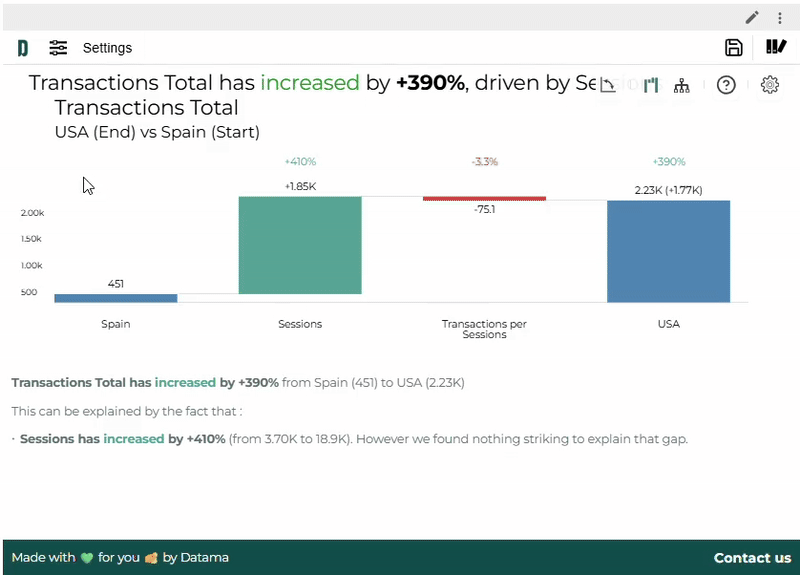 D Settings
Transactions Total has increased by +390%, driven by Sessions
Transactions Total
USA (End) vs Spain (Start)
+410% -3.3% +390%
+1.85K 2.23K (+1.77K)
-75.1
2.00k
1.50k
1.00k
500
451
Spain Sessions Transactions per Sessions USA
Transactions Total has increased by +390% from Spain (451) to USA (2.23K)
This can be explained by the fact that :
· Sessions has increased by +410% (from 3.70K to 18.9K). However we found nothing striking to explain that gap.
Made with 💚 for you 🥳 by Datama Contact us